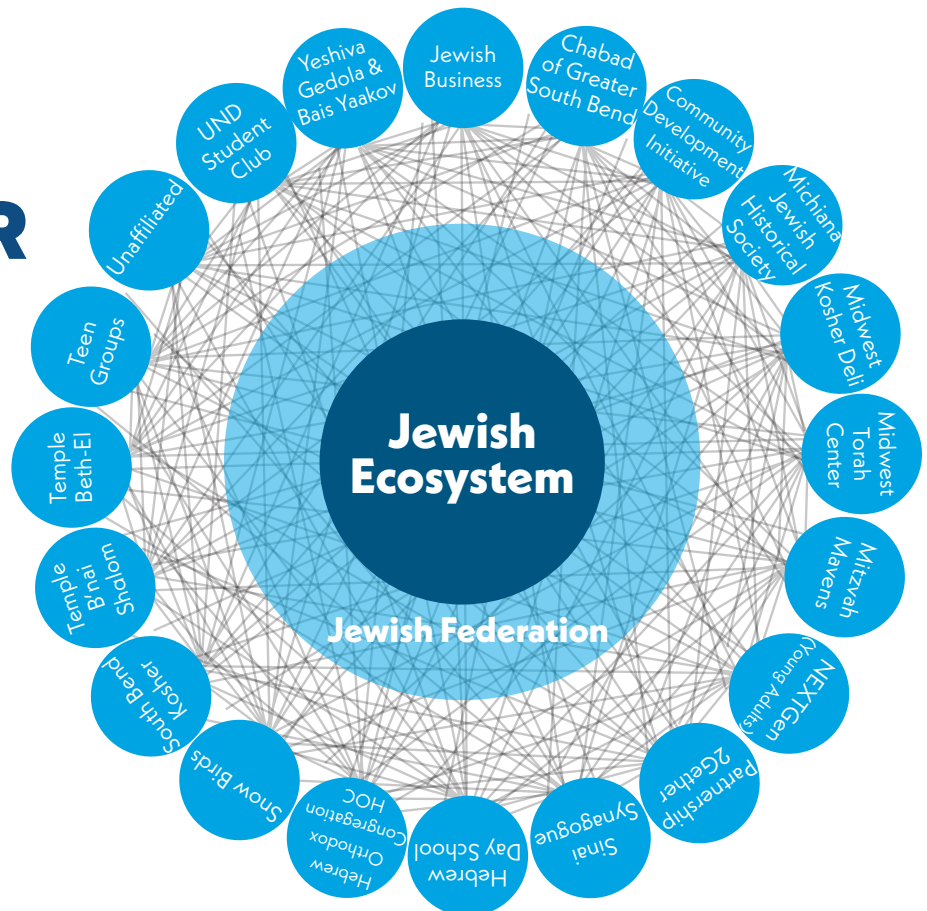 Jewish
Business
Chabad
of Greater
South Bend
Community
Development
Initiative
Michiana
Jewish
Historical
Society
Midwest
Kosher Deli
Midwest
Torah
Center
Mitzvah
Mavens
NEXTGen
(Young Adults)
Partnership
2Gether
Sinai
Synagogue
Hebrew
Day School
Hebrew
Orthodox
Congregation
HOC
Snow Birds
South Bend
Kosher
Temple
B'nai
Shalom
Temple
Beth-El
Teen
Groups
Unaffiliated
UND
Student
Club
Yeshiva
Gedola &
Bais Yaakov
R
Jewish
Ecosystem
Jewish Federation